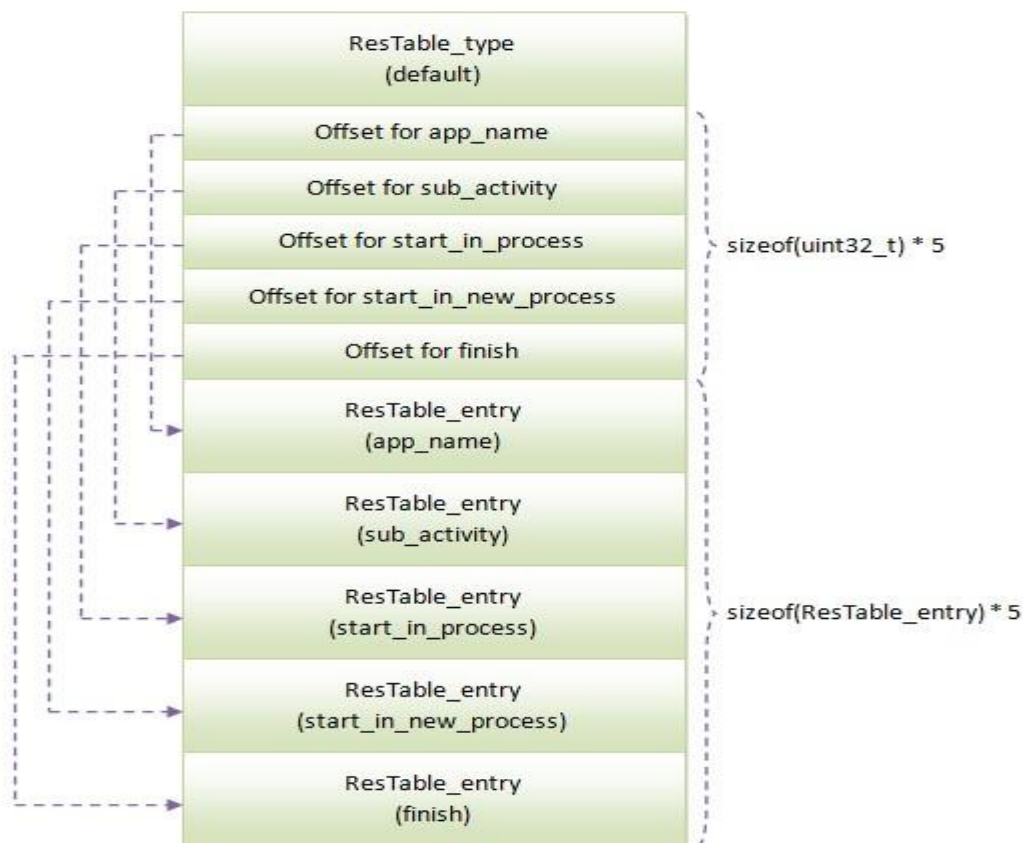 ResTable_type
(default)
Offset for app_name
Offset for sub_activity
Offset for start_in_process
Offset for start_in_new_process
Offset for finish
sizeof(uint32_t) * 5
ResTable_entry
(app_name)
ResTable_entry
(sub_activity)
ResTable_entry
(start_in_process)
ResTable_entry
(start_in_new_process)
ResTable_entry
(finish)
sizeof(ResTable_entry) * 5